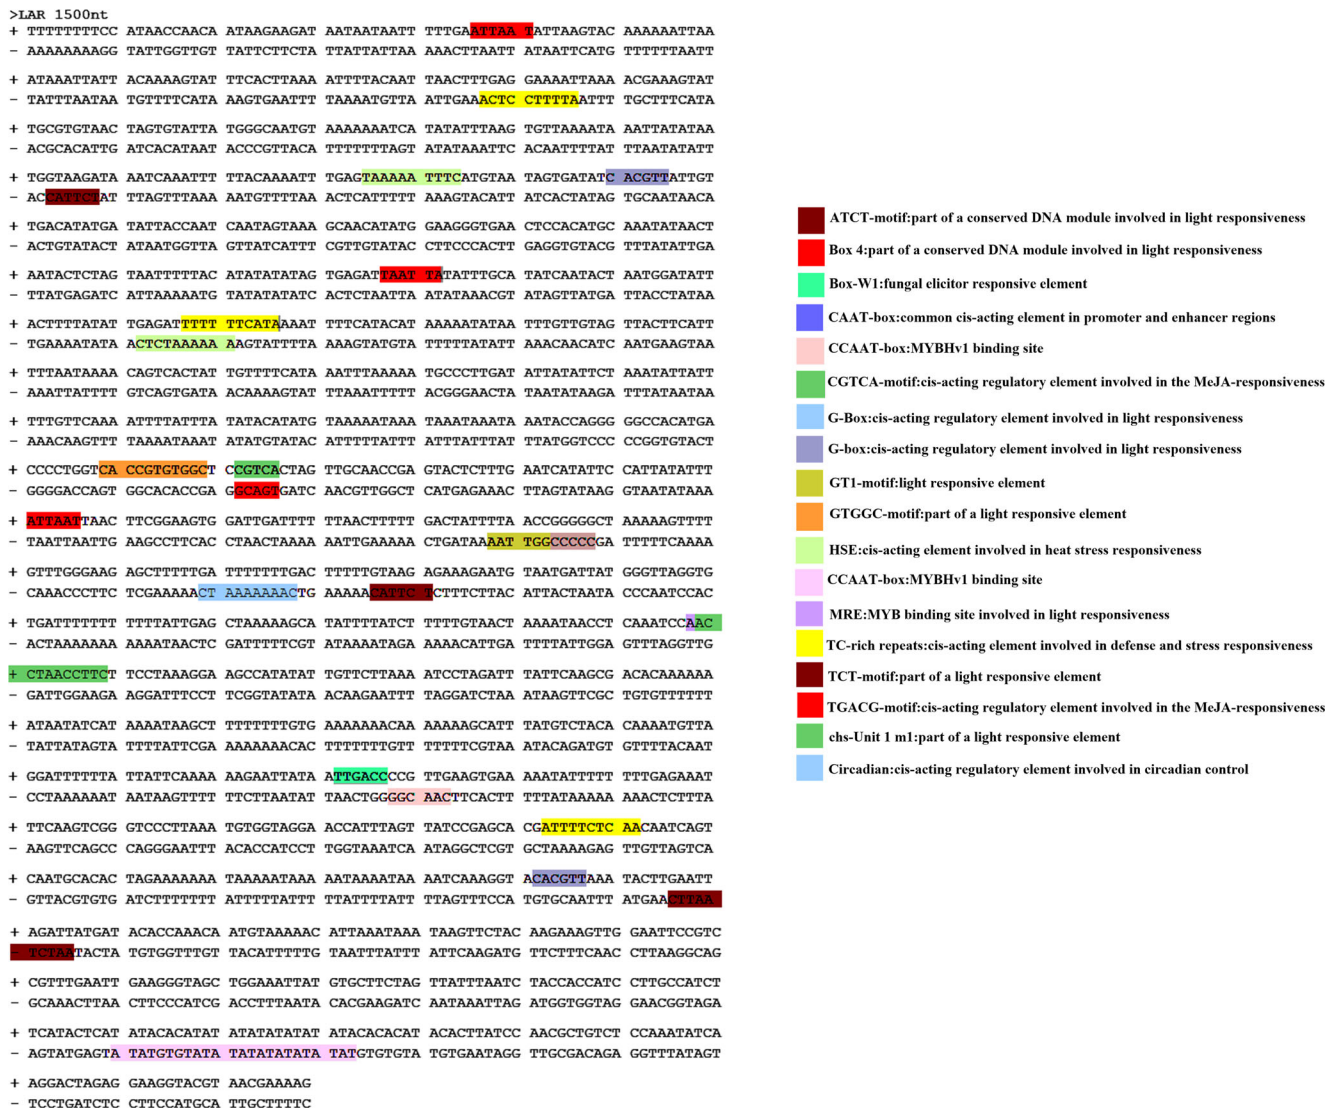 >LAR 1500nt
+ TTTTTTTTCC ATAACCAACA ATAAGAAGAT AATAATAATT TTTGAATTAAT TATTAAGTAC AAAAAATTAA
- AAAAAAAAGG TATTGGTTGT TATTCTTCTA TTATTATTAA AAACTTAATT ATAATTCATG TTTTTTAATT
+ ATAAATTATT ACAAAAGTAT TTCACTTAAA ATTTTACAAT TAACTTTGAG GAAAATTAAA ACGAAAGTAT
- TATTTAATAA TGTTTTCATA AAGTGAATTT TAAAATGTTA ATTGAAACTC CTTTTAATTT TGCTTTCATA
+ TGCGTGTAAC TAGTGTATTA TGGGCAATGT AAAAAAATCA TATATTTAAG TGTTAAAATA AATTATATAA
- ACGCACATTG ATCACATAAT ACCCGTTACA TTTTTTTAGT ATATAAATTC ACAATTTTAT TTAATATATT
+ TGGTAAGATA AATCAAATTT TTACAAAATT TGAGTAAAAA TTTCATGTAA TAGTGATATC ACGTTATTGT
- ACCATTCTAT TTAGTTTAAA AATGTTTTAA ACTCATTTTT AAAGTACATT ATCACTATAG TGCAATAACA
+ TGACATATGA TATTACCAAT CAATAGTAAA GCAACATATG GAAGGGTGAA CTCCACATGC AAATATAACT
- ACTGTATACT ATAATGGTTA GTTATCATTT CGTTGTATAC CTTCCCACTT GAGGTGTACG TTTATATTGA
+ AATACTCTAG TAATTTTTAC ATATATATAG TGAGATTAAT TATATTTGCA TATCAATACT AATGGATATT
- TTATGAGATC ATTAAAAATG TATATATATC ACTCTAATTA ATATAAACGT ATAGTTATGA TTACCTATAA
+ ACTTTTATAT TGAGATTTTT TTCATAAAAT TTTCATACAT AAAAATATAA TTTGTTGTAG TTACTTCATT
- TGAAAATATA ACTCTAAAAA AAGTATTTTA AAAGTATGTA TTTTTATATT AAACAACATC AATGAAGTAA
+ TTTAATAAAA CAGTCACTAT TGTTTTCATA AATTTAAAAA TGCCCTTGAT ATTATATTCT AAATATTATT
- AAATTATTTT GTCAGTGATA ACAAAAGTAT TTAAATTTTT ACGGGAACTA TAATATAAGA TTTATAATAA
+ TTTGTTCAAA ATTTTATTTA TATACATATG TAAAAATAAA TAAATAAATA AATACCAGGG GGCCACATGA
- AAACAAGTTT TAAAATAAAT ATATGTATAC ATTTTTATTT ATTTATTTAT TTATGGTCCC CCGGTGTACT
+ CCCCTGGTCA CCGTGTGGCT CCGTCACTAG TTGCAACCGA GTACTCTTTG AATCATATTC CATTATATTT
- GGGGACCAGT GGCACACCGA GGCAGTGATC AACGTTGGCT CATGAGAAAC TTAGTATAAG GTAATATAAA
+ ATTAATTAAC TTCGGAAGTG GATTGATTTT TTAACTTTTT GACTATTTTA ACCGGGGGCT AAAAAGTTTT
- TAATTAATTG AAGCCTTCAC CTAACTAAAA AATTGAAAAA CTGATAAAAT TGGCCCCCGA TTTTTCAAAA
+ GTTTGGGAAG AGCTTTTTGA TTTTTTTGAC TTTTTGTAAG AGAAAGAATG TAATGATTAT GGGTTAGGTG
- CAAACCCTTC TCGAAAAACT AAAAAAACTG AAAAACATTC TCTTTCTTAC ATTACTAATA CCCAATCCAC
+ TGATTTTTTT TTTTATTGAG CTAAAAAGCA TATTTTATCT TTTTGTAACT AAAATAACCT CAAATCCAAC
- ACTAAAAAAA AAAATAACTC GATTTTTCGT ATAAAATAGA AAAACATTGA TTTTATTGGA GTTTAGGTTG
+ CTAACCTTCT TCCTAAAGGA AGCCATATAT TGTTCTTAAA ATCCTAGATT TATTCAAGCG ACACAAAAAA
- GATTGGAAGA AGGATTTCCT TCGGTATATA ACAAGAATTT TAGGATCTAA ATAAGTTCGC TGTGTTTTTT
+ ATAATATCAT AAAATAAGCT TTTTTTTGTG AAAAAAACAA AAAAAGCATT TATGTCTACA CAAAATGTTA
- TATTATAGTA TTTTATTCGA AAAAAAACAC TTTTTTTGTT TTTTTCGTAA ATACAGATGT GTTTTACAAT
+ GGATTTTTTA TTATTCAAAA AAGAATTATA ATTGACCCCG TTGAAGTGAA AAATATTTTT TTTGAGAAAT
- CCTAAAAAAT AATAAGTTTT TTCTTAATAT TAACTGGGGC AACTTCACTT TTTATAAAAA AAACTCTTTA
+ TTCAAGTCGG GTCCCTTAAA TGTGGTAGGA ACCATTTAGT TATCCGAGCA CGATTTTCTC AACAATCAGT
- AAGTTCAGCC CAGGGAATTT ACACCATCCT TGGTAAATCA ATAGGCTCGT GCTAAAAGAG TTGTTAGTCA
+ CAATGCACAC TAGAAAAAAA TAAAAATAAA AATAAAATAA AATCAAAGGT ACACGTTAAA TACTTGAATT
- GTTACGTGTG ATCTTTTTTT ATTTTTATTT TTATTTTATT TTAGTTTCCA TGTGCAATTT ATGAACTTAA
+ AGATTATGAT ACACCAAACA ATGTAAAAAC ATTAAATAAA TAAGTTCTAC AAGAAAGTTG GAATTCCGTC
- TCTAATACTA TGTGGTTTGT TACATTTTTG TAATTTATTT ATTCAAGATG TTCTTTCAAC CTTAAGGCAG
+ CGTTTGAATT GAAGGGTAGC TGGAAATTAT GTGCTTCTAG TTATTTAATC TACCACCATC CTTGCCATCT
- GCAAACTTAA CTTCCCATCG ACCTTTAATA CACGAAGATC AATAAATTAG ATGGTGGTAG GAACGGTAGA
+ TCATACTCAT ATACACATAT ATATATATAT ATACACACAT ACACTTATCC AACGCTGTCT CCAAATATCA
- AGTATGAGTA TATGTGTATA TATATATATA TATGTGTGTA TGTGAATAGG TTGCGACAGA GGTTTATAGT
+ AGGACTAGAG GAAGGTACGT AACGAAAAG
- TCCTGATCTC CTTCCATGCA TTGCTTTTC
ATCT-motif:part of a conserved DNA module involved in light responsiveness
Box 4:part of a conserved DNA module involved in light responsiveness
Box-W1:fungal elicitor responsive element
CAAT-box:common cis-acting element in promoter and enhancer regions
CCAAT-box:MYBHv1 binding site
CGTCA-motif:cis-acting regulatory element involved in the MeJA-responsiveness
G-Box:cis-acting regulatory element involved in light responsiveness
G-box:cis-acting regulatory element involved in light responsiveness
GT1-motif:light responsive element
GTGGC-motif:part of a light responsive element
HSE:cis-acting element involved in heat stress responsiveness
CCAAT-box:MYBHv1 binding site
MRE:MYB binding site involved in light responsiveness
TC-rich repeats:cis-acting element involved in defense and stress responsiveness
TCT-motif:part of a light responsive element
TGACG-motif:cis-acting regulatory element involved in the MeJA-responsiveness
chs-Unit 1 m1:part of a light responsive element
Circadian:cis-acting regulatory element involved in circadian control